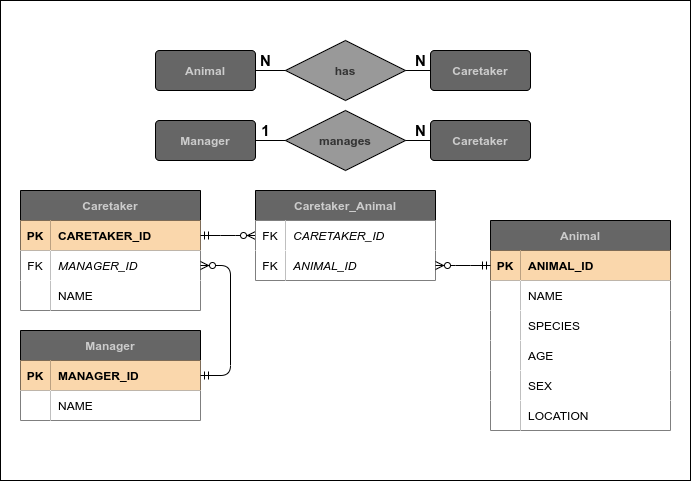 Animal N has N Caretaker
Manager 1 manages N Caretaker
Caretaker
PK CARETAKER_ID
FK MANAGER_ID
NAME
Manager
PK MANAGER_ID
NAME
Caretaker_Animal
FK CARETAKER_ID
FK ANIMAL_ID
Animal
PK ANIMAL_ID
NAME
SPECIES
AGE
SEX
LOCATION